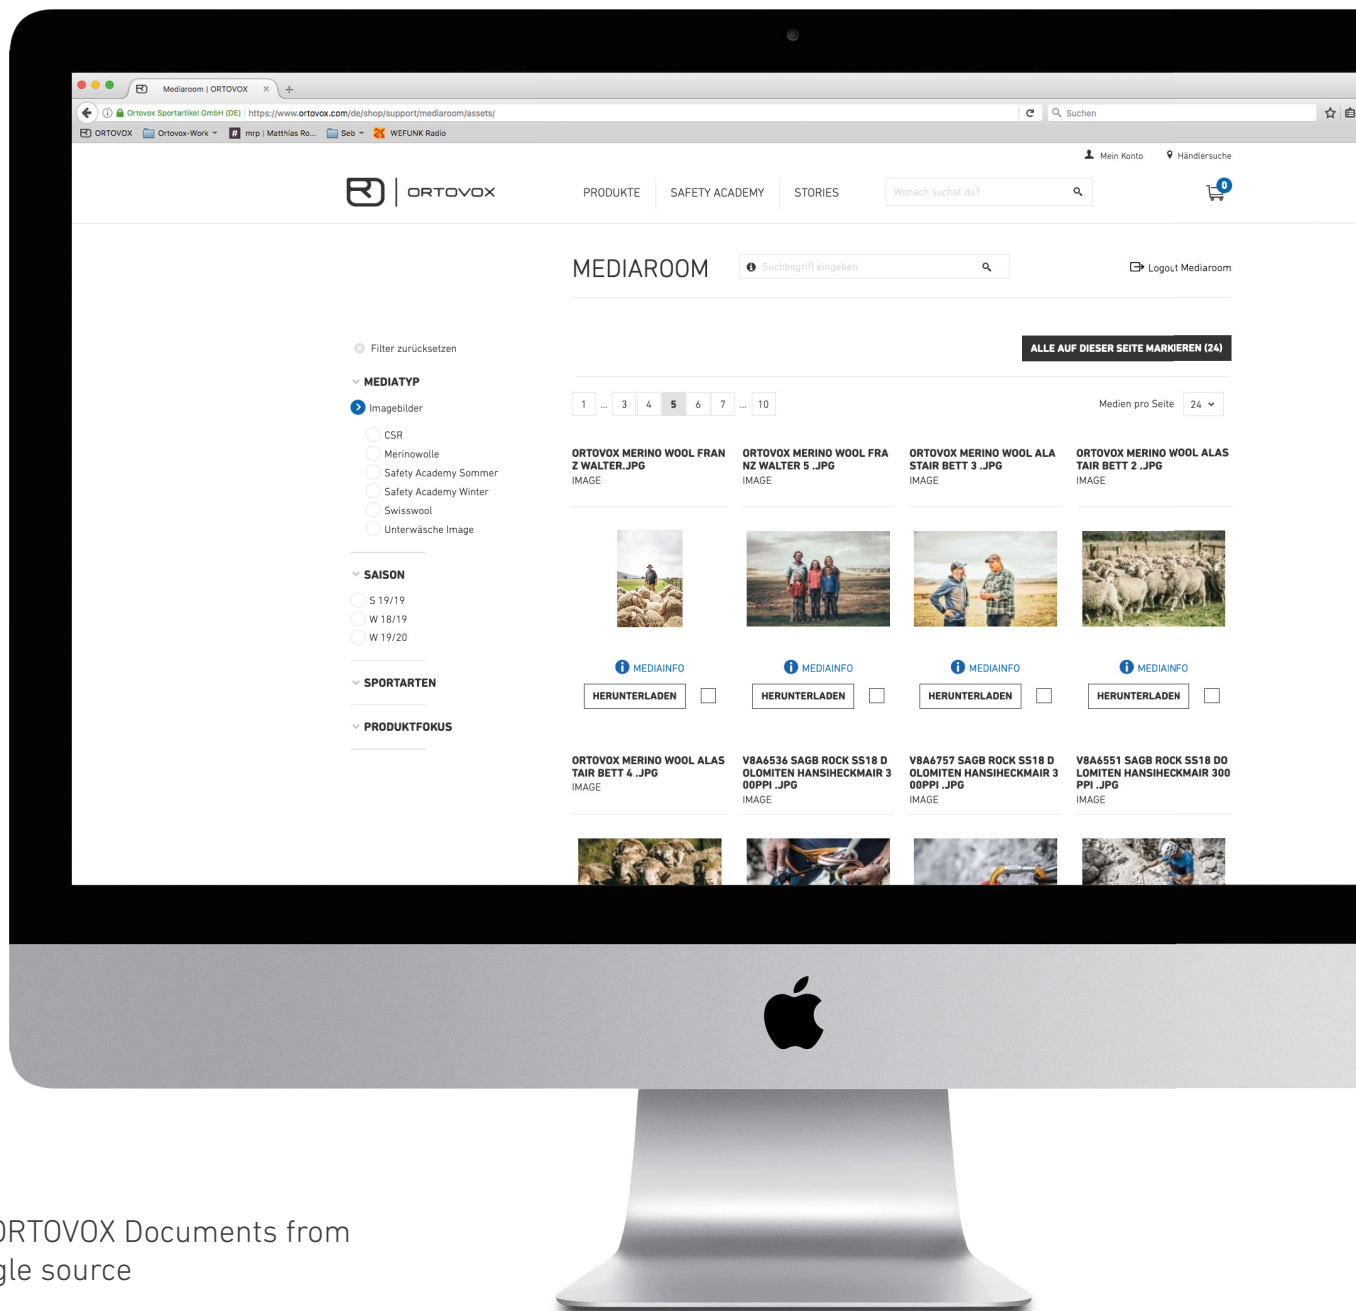 Mediaroom | ORTOVOX
Ortovox Sportartikel GmbH (DE) https://www.ortovox.com/de/shop/support/mediaroom/assets/
Suchen
ORTOVOX Ortovox-Work mrp | Matthias Ro... Seb WEFUNK Radio
Mein Konto Händlersuche
ORTOVOX PRODUKTE SAFETY ACADEMY STORIES Wonach suchst du? 0
MEDIAROOM Suchbegriff eingeben Logout Mediaroom
Filter zurücksetzen
ALLE AUF DIESER SEITE MARKIEREN (24)
MEDIATYP
Imagebilder
CSR
Merinowolle
Safety Academy Sommer
Safety Academy Winter
Swisswool
Unterwäsche Image
SAISON
S 19/19
W 18/19
W 19/20
SPORTARTEN
PRODUKTFOKUS
1 ... 3 4 5 6 7 ... 10
Medien pro Seite 24
ORTOVOX MERINO WOOL FRAN
Z WALTER.JPG
IMAGE
MEDIAINFO
HERUNTERLADEN
ORTOVOX MERINO WOOL FRA
NZ WALTER 5 .JPG
IMAGE
MEDIAINFO
HERUNTERLADEN
ORTOVOX MERINO WOOL ALA
STAIR BETT 3 .JPG
IMAGE
MEDIAINFO
HERUNTERLADEN
ORTOVOX MERINO WOOL ALAS
TAIR BETT 2 .JPG
IMAGE
MEDIAINFO
HERUNTERLADEN
ORTOVOX MERINO WOOL ALAS
TAIR BETT 4 .JPG
IMAGE
V8A6536 SAGB ROCK SS18 D
OLOMITEN HANSIHECKMAIR 3
00PPI .JPG
IMAGE
V8A6757 SAGB ROCK SS18 D
OLOMITEN HANSIHECKMAIR 3
00PPI .JPG
IMAGE
V8A6551 SAGB ROCK SS18 DO
LOMITEN HANSIHECKMAIR 300
PPI .JPG
IMAGE
ORTOVOX Documents from
gle source